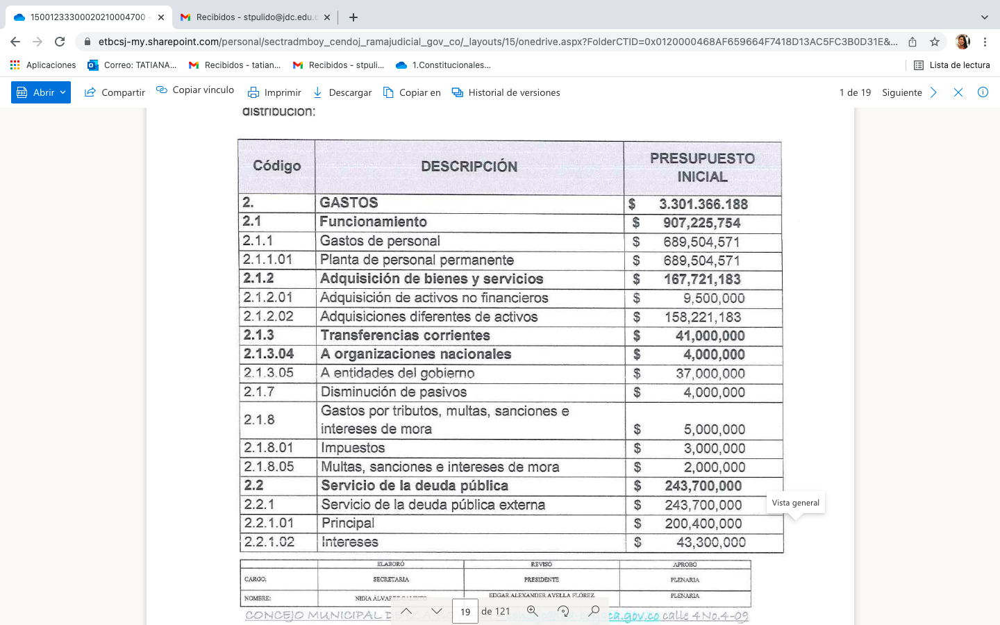 15001233300020210004700 -
Recibidos - stpulido@jdc.edu.c
etbcsj-my.sharepoint.com/personal/sectradmboy_cendoj_ramajudicial_gov_co/_layouts/15/onedrive.aspx?FolderCTID=0x0120000468AF659664F7418D13AC5FC3B0D31E&...
Aplicaciones
Correo: TATIANA...
Recibidos - tatian...
Recibidos - stpuli...
1.Constitucionales...
Lista de lectura
Abrir
Compartir
Copiar vínculo
Imprimir
Descargar
Copiar en
Historial de versiones
1 de 19 Siguiente
distribucion:
Código DESCRIPCIÓN PRESUPUESTO
INICIAL
2. GASTOS $ 3.301.366.188
2.1 Funcionamiento $ 907,225,754
2.1.1 Gastos de personal $ 689,504,571
2.1.1.01 Planta de personal permanente $ 689,504,571
2.1.2 Adquisición de bienes y servicios $ 167,721,183
2.1.2.01 Adquisición de activos no financieros $ 9,500,000
2.1.2.02 Adquisiciones diferentes de activos $ 158,221,183
2.1.3 Transferencias corrientes $ 41,000,000
2.1.3.04 A organizaciones nacionales $ 4,000,000
2.1.3.05 A entidades del gobierno $ 37,000,000
2.1.7 Disminución de pasivos $ 4,000,000
2.1.8 Gastos por tributos, multas, sanciones e
intereses de mora $ 5,000,000
2.1.8.01 Impuestos $ 3,000,000
2.1.8.05 Multas, sanciones e intereses de mora $ 2,000,000
2.2 Servicio de la deuda pública $ 243,700,000
2.2.1 Servicio de la deuda pública externa $ 243,700,000
2.2.1.01 Principal $ 200,400,000
2.2.1.02 Intereses $ 43,300,000
Vista general
ELABORÓ REVISÓ APROBÓ
CARGO: SECRETARIA PRESIDENTE PLENARIA
NOMBRE: NIDIA EDGAR ALEXANDER AVELLA FLÓREZ PLENARIA
19 de 121
CONCEJO MUNICIPAL ca.gov.co calle 4 No. 4-09